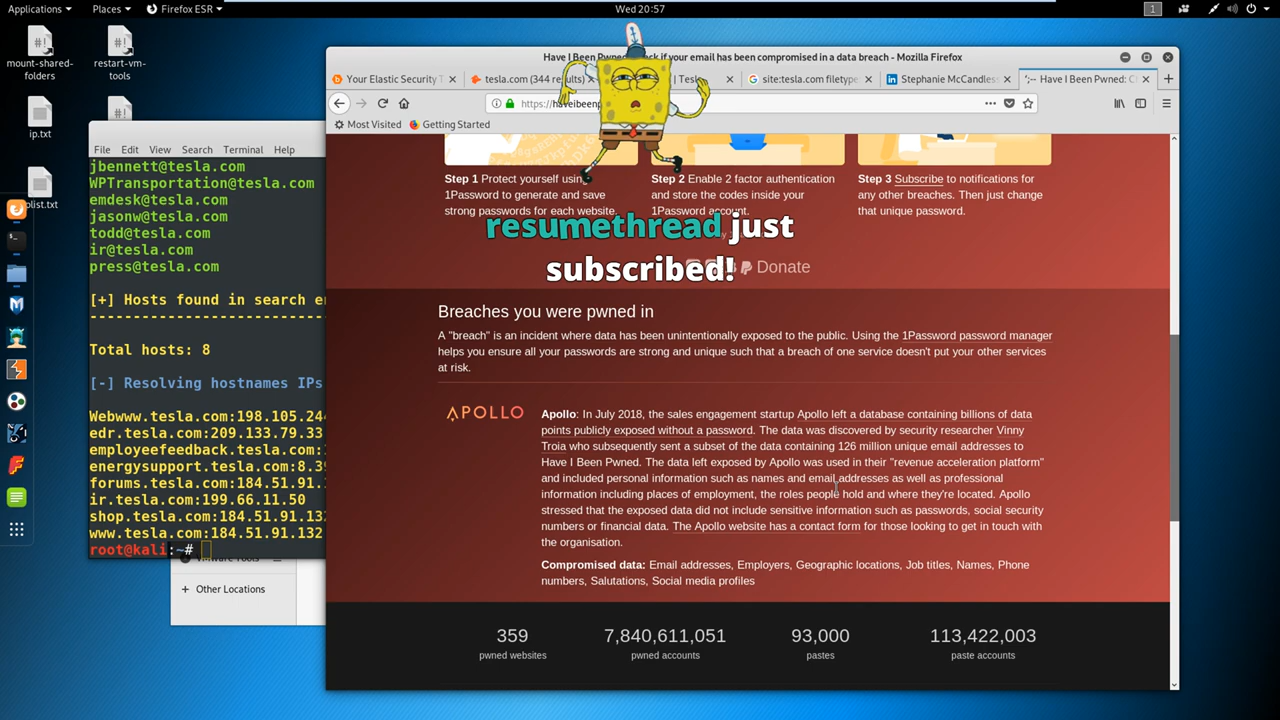 Applications
Places
Firefox ESR
Wed 20:57
1
mount-shared-
folders
restart-vm-
tools
ip.txt
Have I Been Pwned:
if your email has been compromised in a data breach - Mozilla Firefox
Your Elastic Security T
tesla.com (344 results)
| Tesl
site:tesla.com filetype
Stephanie McCandless
Have I Been Pwned: C
https://haveibeenp
Most Visited
Getting Started
File Edit View Search Terminal Help
jbennett@tesla.com
WPTransportation@tesla.com
emdesk@tesla.com
jasonw@tesla.com
todd@tesla.com
ir@tesla.com
press@tesla.com
[+] Hosts found in search en
------------------------------
Total hosts: 8
[-] Resolving hostnames IPs
Webwww.tesla.com:198.105.244
edr.tesla.com:209.133.79.33
employeefeedback.tesla.com:
energysupport.tesla.com:8.39
forums.tesla.com:184.51.91.13
ir.tesla.com:199.66.11.50
shop.tesla.com:184.51.91.132
www.tesla.com:184.51.91.132
root@kali:~#
+ Other Locations
Step 1 Protect yourself using
1Password to generate and save
strong passwords for each website.
Step 2 Enable 2 factor authentication
and store the codes inside your
1Password account.
Step 3 Subscribe to notifications for
any other breaches. Then just change
that unique password.
resumethread just
subscribed!
Donate
Breaches you were pwned in
A "breach" is an incident where data has been unintentionally exposed to the public. Using the 1Password password manager
helps you ensure all your passwords are strong and unique such that a breach of one service doesn't put your other services
at risk.
APOLLO
Apollo: In July 2018, the sales engagement startup Apollo left a database containing billions of data
points publicly exposed without a password. The data was discovered by security researcher Vinny
Troia who subsequently sent a subset of the data containing 126 million unique email addresses to
Have I Been Pwned. The data left exposed by Apollo was used in their "revenue acceleration platform"
and included personal information such as names and email addresses as well as professional
information including places of employment, the roles people hold and where they're located. Apollo
stressed that the exposed data did not include sensitive information such as passwords, social security
numbers or financial data. The Apollo website has a contact form for those looking to get in touch with
the organisation.
Compromised data: Email addresses, Employers, Geographic locations, Job titles, Names, Phone
numbers, Salutations, Social media profiles
359
pwned websites
7,840,611,051
pwned accounts
93,000
pastes
113,422,003
paste accounts